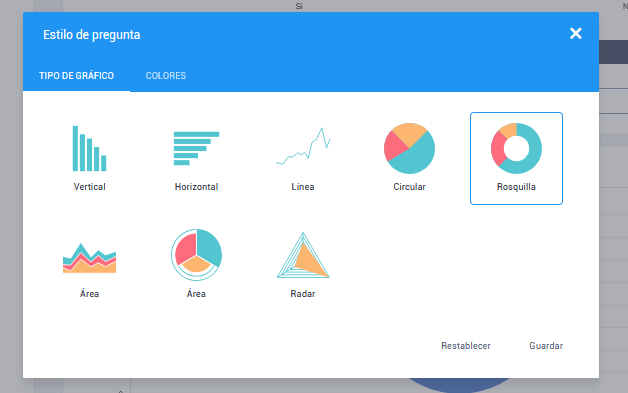 Si
Estilo de pregunta
TIPO DE GRÁFICO COLORES
Vertical Horizontal Línea Circular Rosquilla
Área Área Radar
Restablecer Guardar